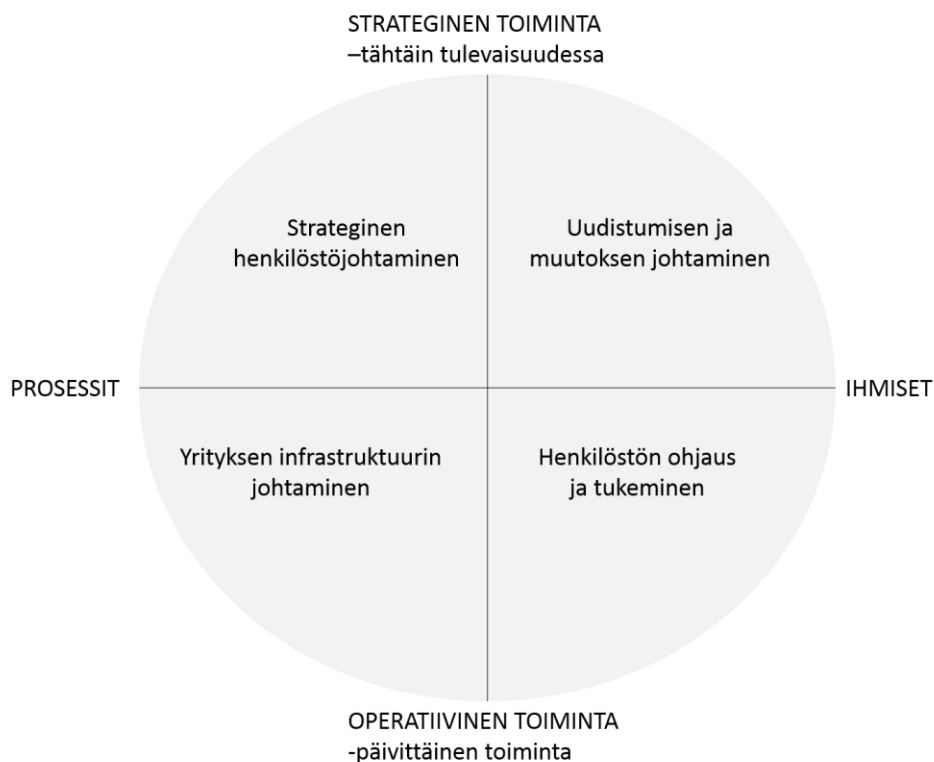 STRATEGINEN TOIMINTA
–tähtäin tulevaisuudessa
Strateginen
henkilöstöjohtaminen
Uudistumisen ja
muutoksen johtaminen
PROSESSIT
IHMISET
Yrityksen infrastruktuurin
johtaminen
Henkilöstön ohjaus
ja tukeminen
OPERATIIVINEN TOIMINTA
-päivittäinen toiminta